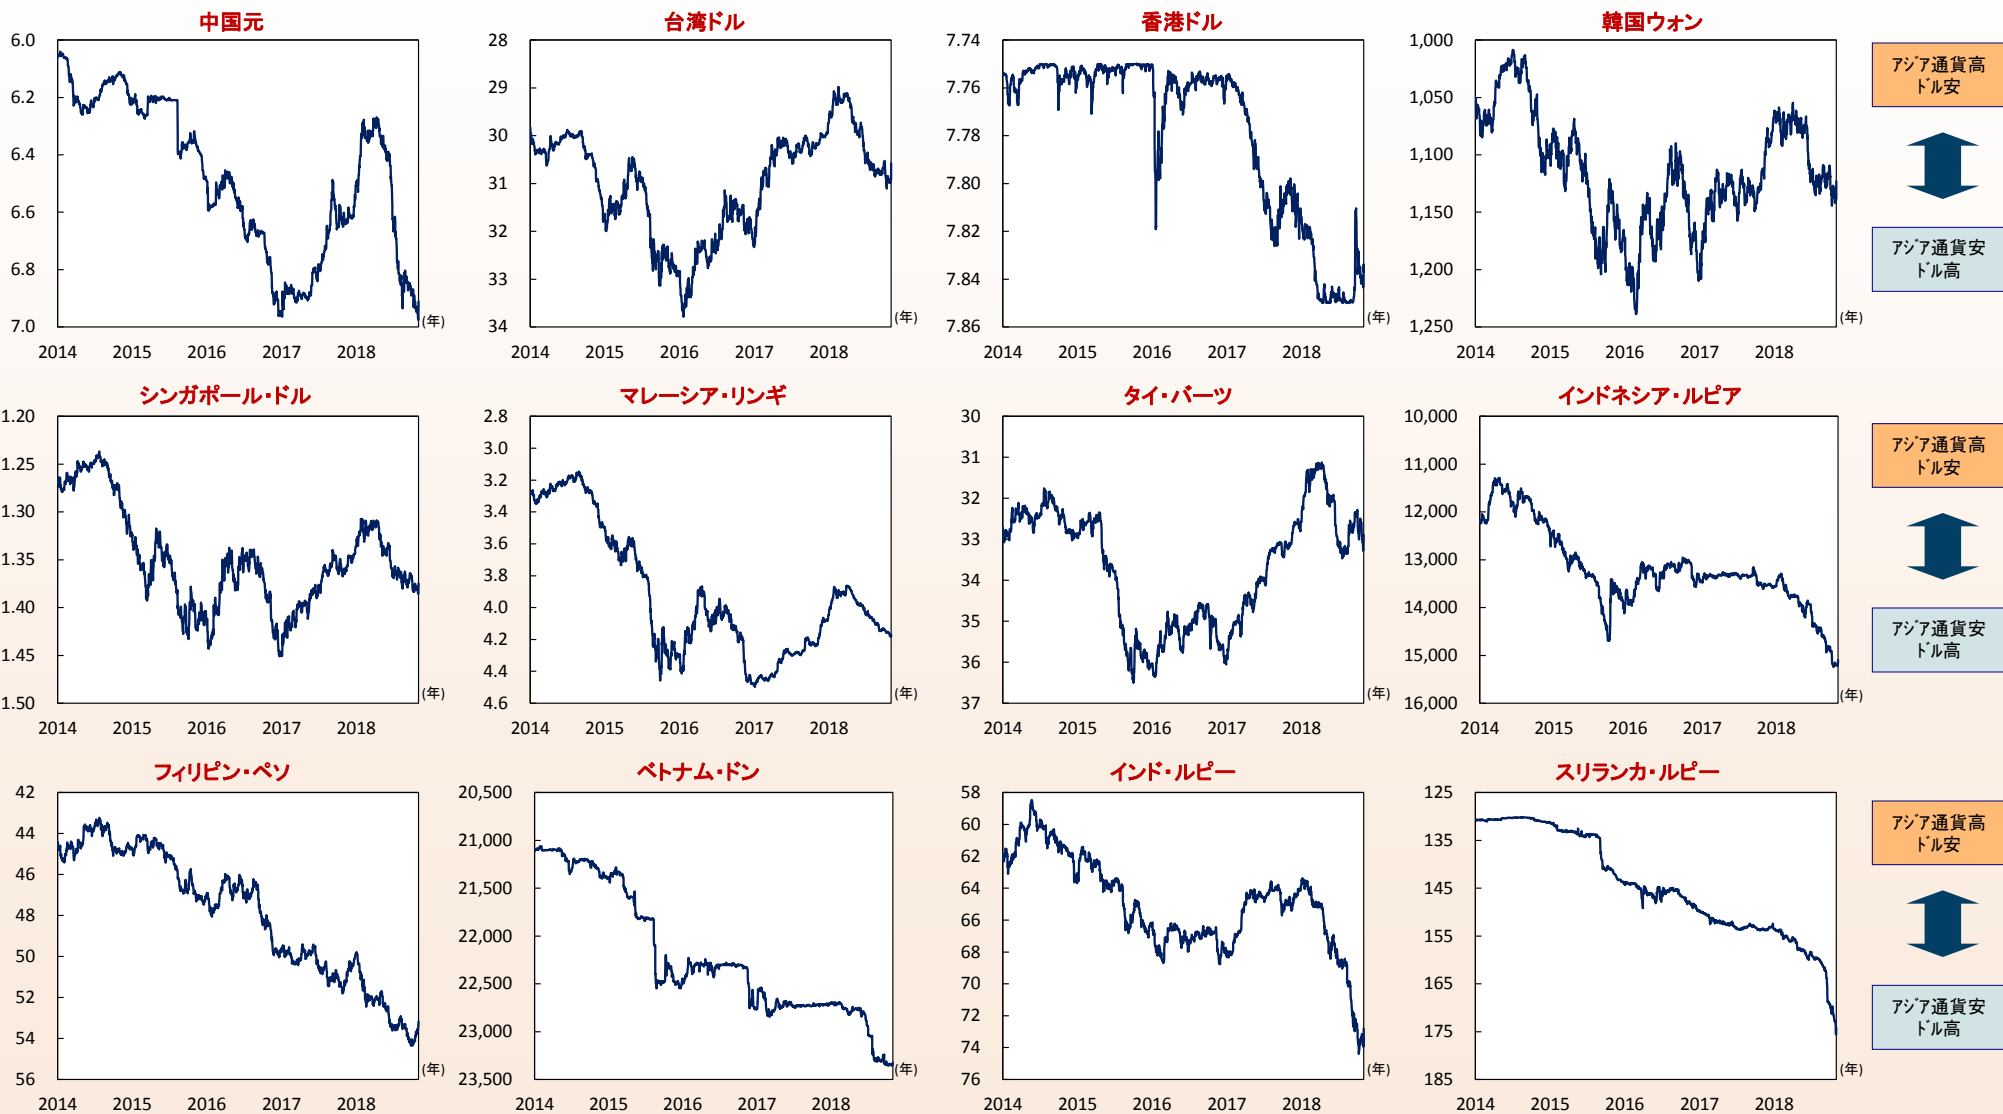 中国元
台湾ドル
香港ドル
韓国ウォン
6.0
6.2
6.4
6.6
6.8
7.0
2014 2015 2016 2017 2018
(年)
28
29
30
31
32
33
34
2014 2015 2016 2017 2018
(年)
7.74
7.76
7.78
7.80
7.82
7.84
7.86
2014 2015 2016 2017 2018
(年)
1,000
1,050
1,100
1,150
1,200
1,250
2014 2015 2016 2017 2018
(年)
アジア通貨高
ドル安
アジア通貨安
ドル高
シンガポール・ドル
マレーシア・リンギ
タイ・バーツ
インドネシア・ルピア
1.20
1.25
1.30
1.35
1.40
1.45
1.50
2014 2015 2016 2017 2018
(年)
2.8
3.0
3.2
3.4
3.6
3.8
4.0
4.2
4.4
4.6
2014 2015 2016 2017 2018
(年)
30
31
32
33
34
35
36
37
2014 2015 2016 2017 2018
(年)
10,000
11,000
12,000
13,000
14,000
15,000
16,000
2014 2015 2016 2017 2018
(年)
アジア通貨高
ドル安
アジア通貨安
ドル高
フィリピン・ペソ
ベトナム・ドン
インド・ルピー
スリランカ・ルピー
42
44
46
48
50
52
54
56
2014 2015 2016 2017 2018
(年)
20,500
21,000
21,500
22,000
22,500
23,000
23,500
2014 2015 2016 2017 2018
(年)
58
60
62
64
66
68
70
72
74
76
2014 2015 2016 2017 2018
(年)
125
135
145
155
165
175
185
2014 2015 2016 2017 2018
(年)
アジア通貨高
ドル安
アジア通貨安
ドル高